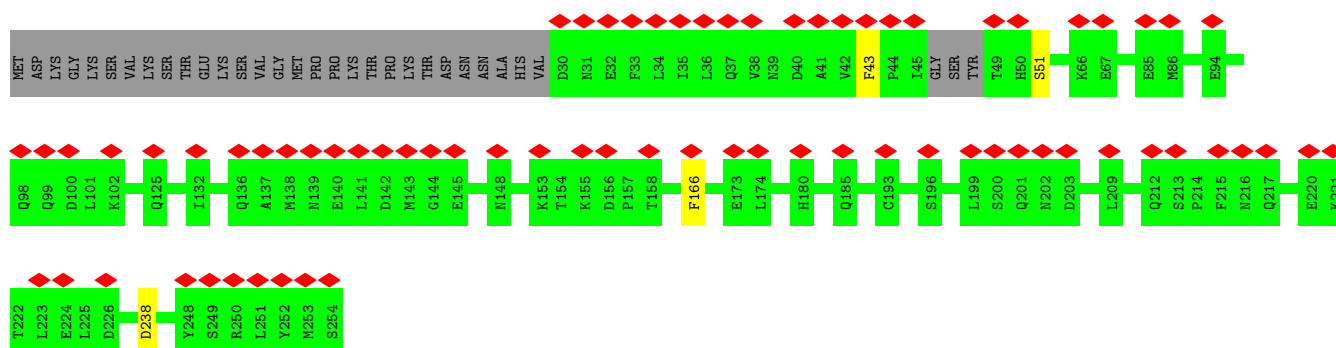 MET ASP LYS GLY LYS SER VAL LYS SER THR GLU LYS SER VAL GLY MET PRO PRO LYS THR PRO LYS THR ASP ASN ASN ALA HIS VAL D30 N31 E32 F33 L34 I35 L36 Q37 V38 N39 D40 A41 V42 F43 P44 I45 GLY SER TYR T49 H50 S51 K66 E67 E85 M86 E94
Q98 Q99 D100 L101 K102 Q125 I132 Q136 A137 M138 N139 E140 L141 D142 M143 G144 E145 N148 K153 T154 K155 D156 P157 T158 F166 E173 L174 H180 Q185 C193 S196 L199 S200 Q201 N202 D203 L209 Q212 S213 P214 F215 N216 Q217 E220 K221
T222 L223 E224 L225 D226 D238 Y248 S249 R250 L251 Y252 M253 S254